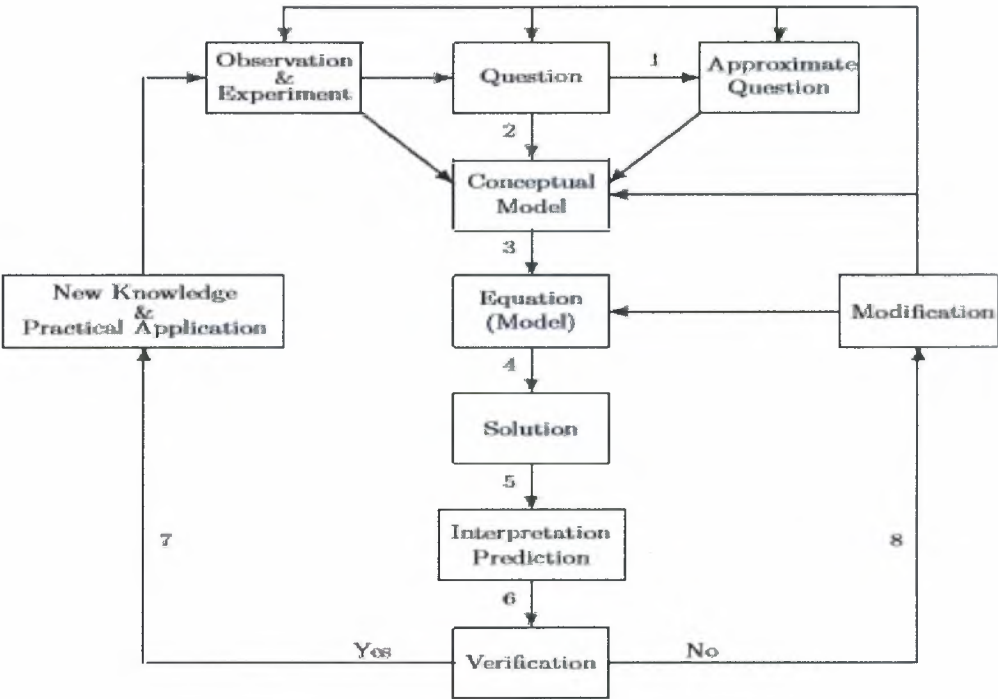 Observation
&
Experiment
Question
1
Approximate
Question
2
Conceptual
Model
3
New Knowledge
&
Practical Application
Equation
(Model)
Modification
4
Solution
5
Interpretation
Prediction
7
8
6
Yes
Verification
No